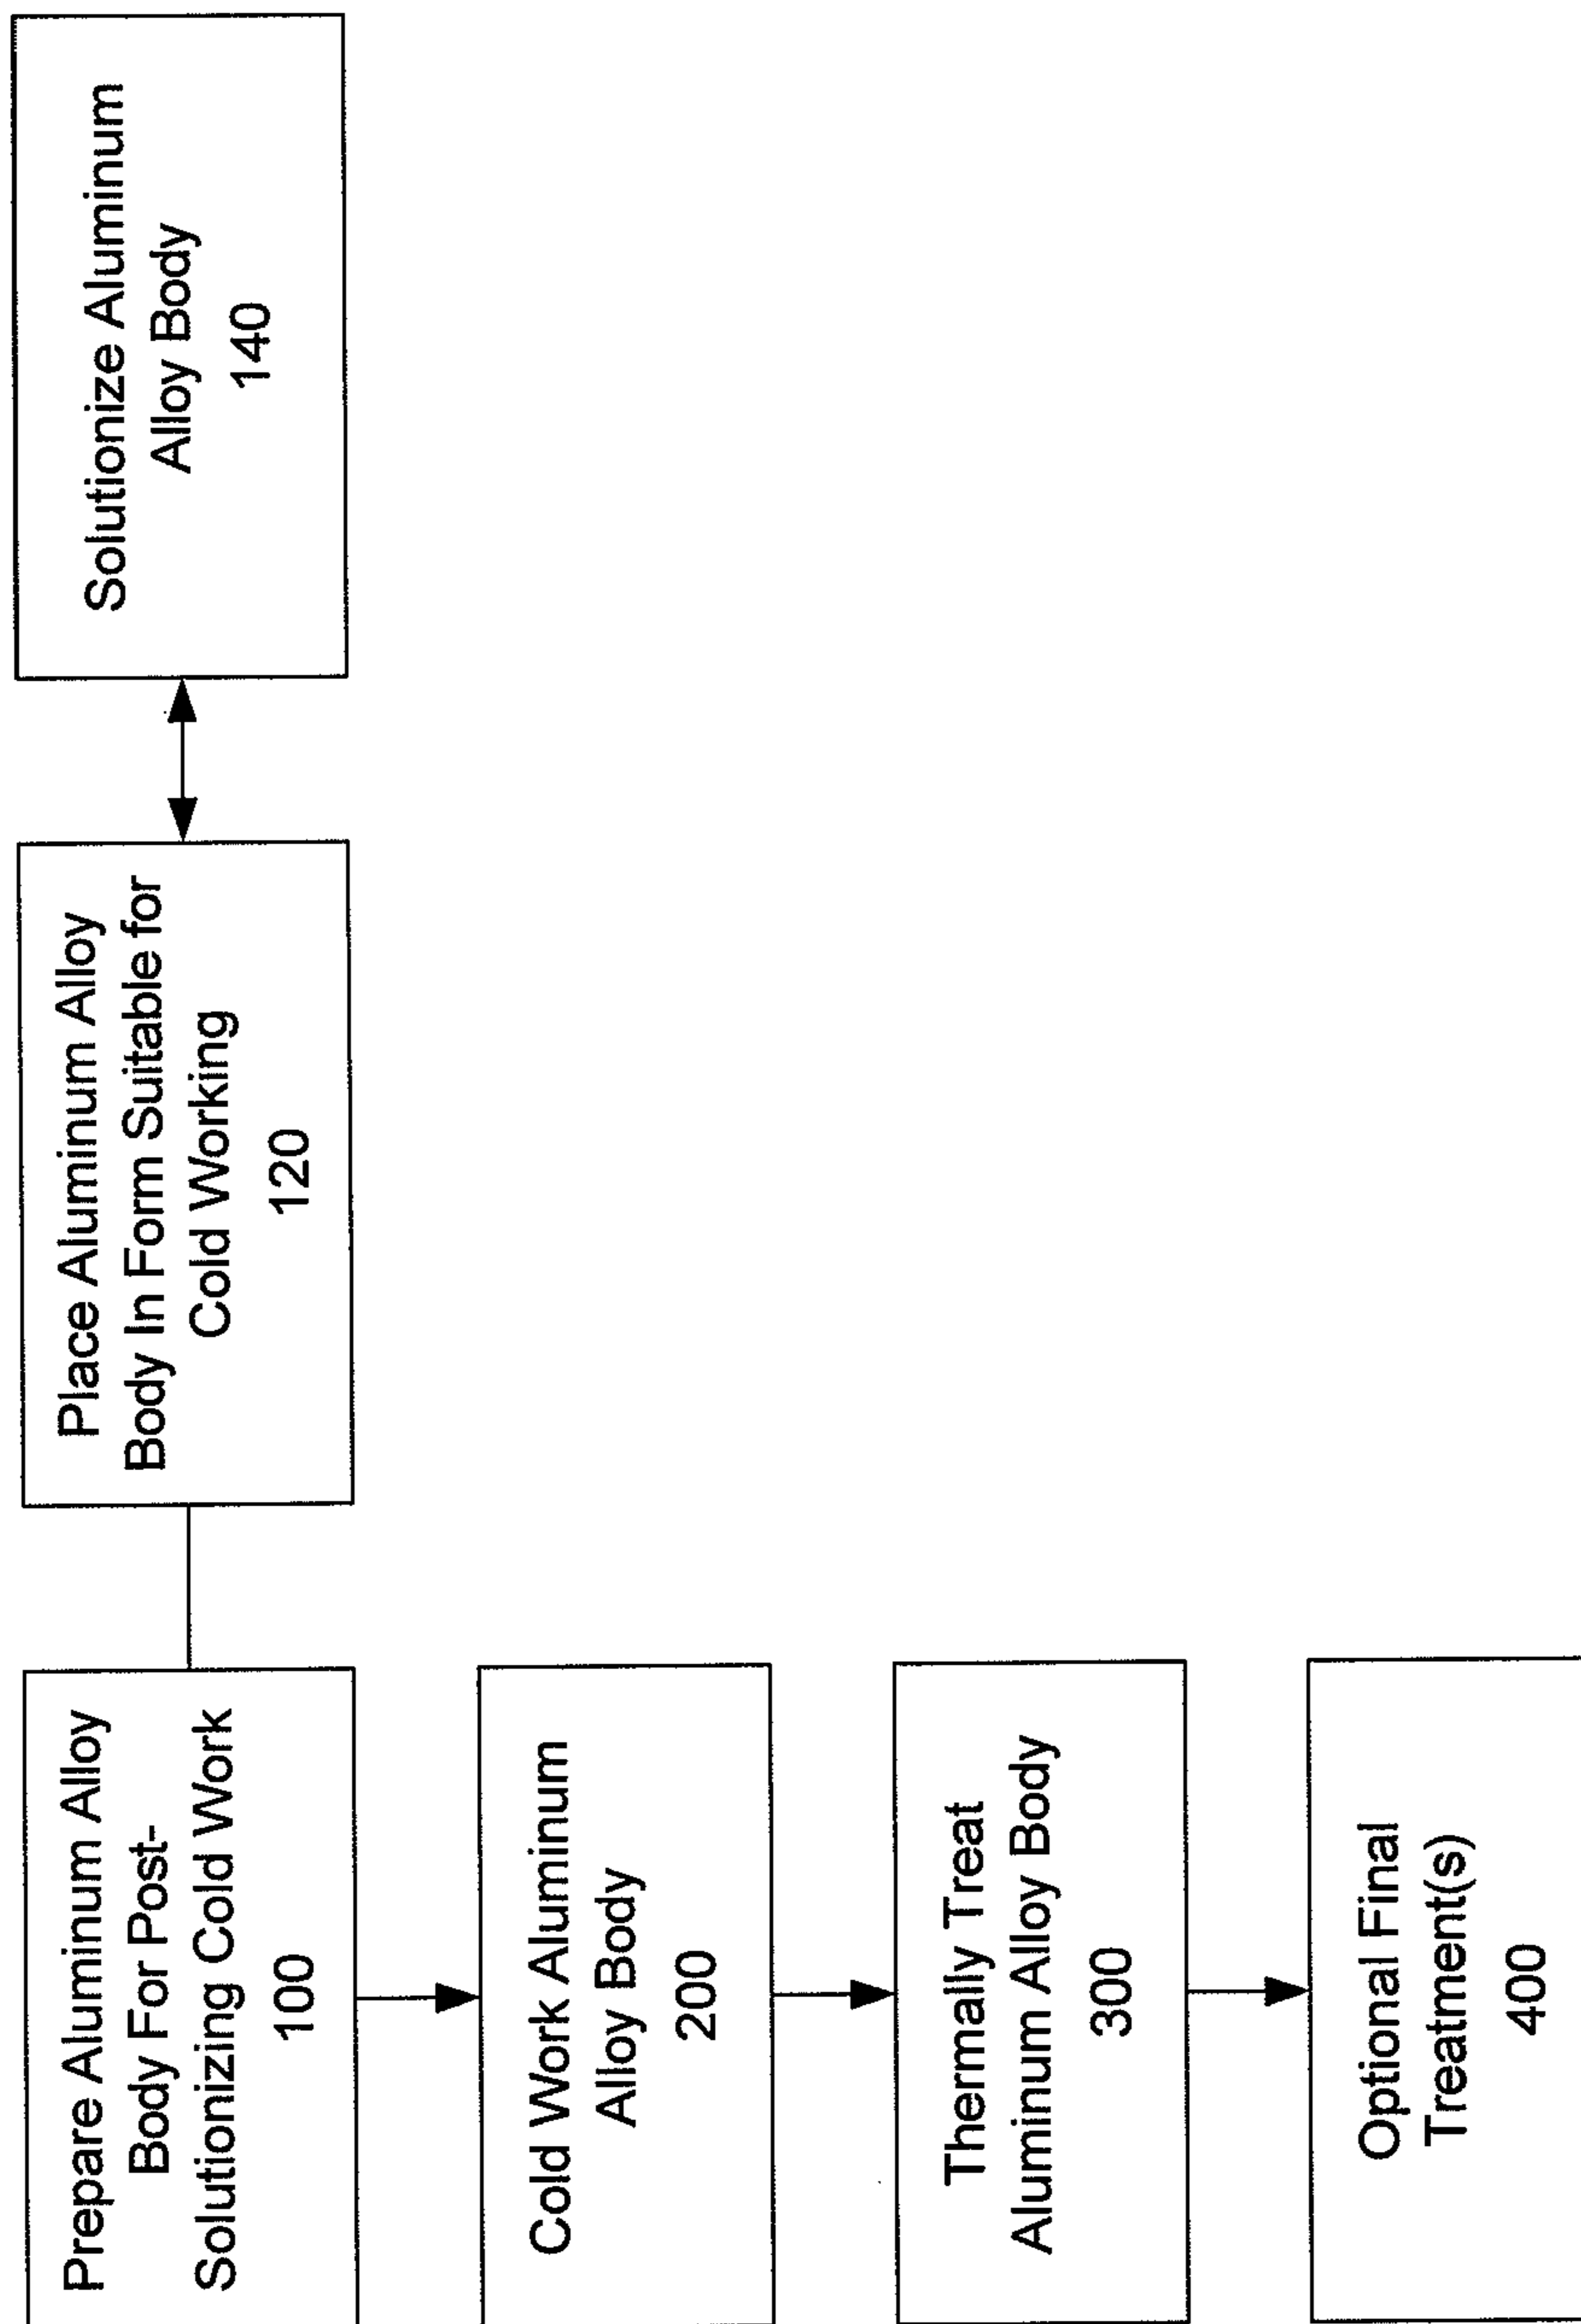 Prepare Aluminum Alloy
Body For Post-
Solutionizing Cold Work
100
Cold Work Aluminum
Alloy Body
200
Thermally Treat
Aluminum Alloy Body
300
Optional Final
Treatment(s)
400
Place Aluminum Alloy
Body In Form Suitable for
Cold Working
120
Solutionize Aluminum
Alloy Body
140